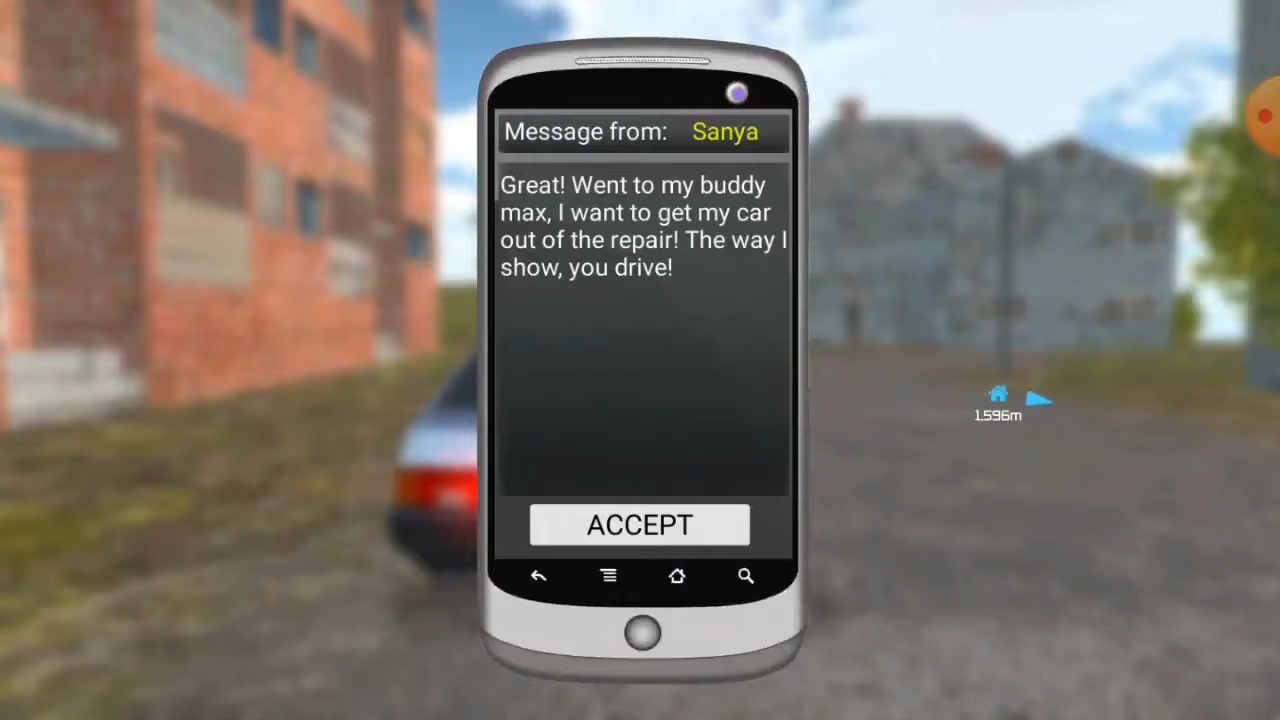 Message from: Sanya
Great! Went to my buddy
max, I want to get my car
out of the repair! The way I
show, you drive!
1,596m
ACCEPT